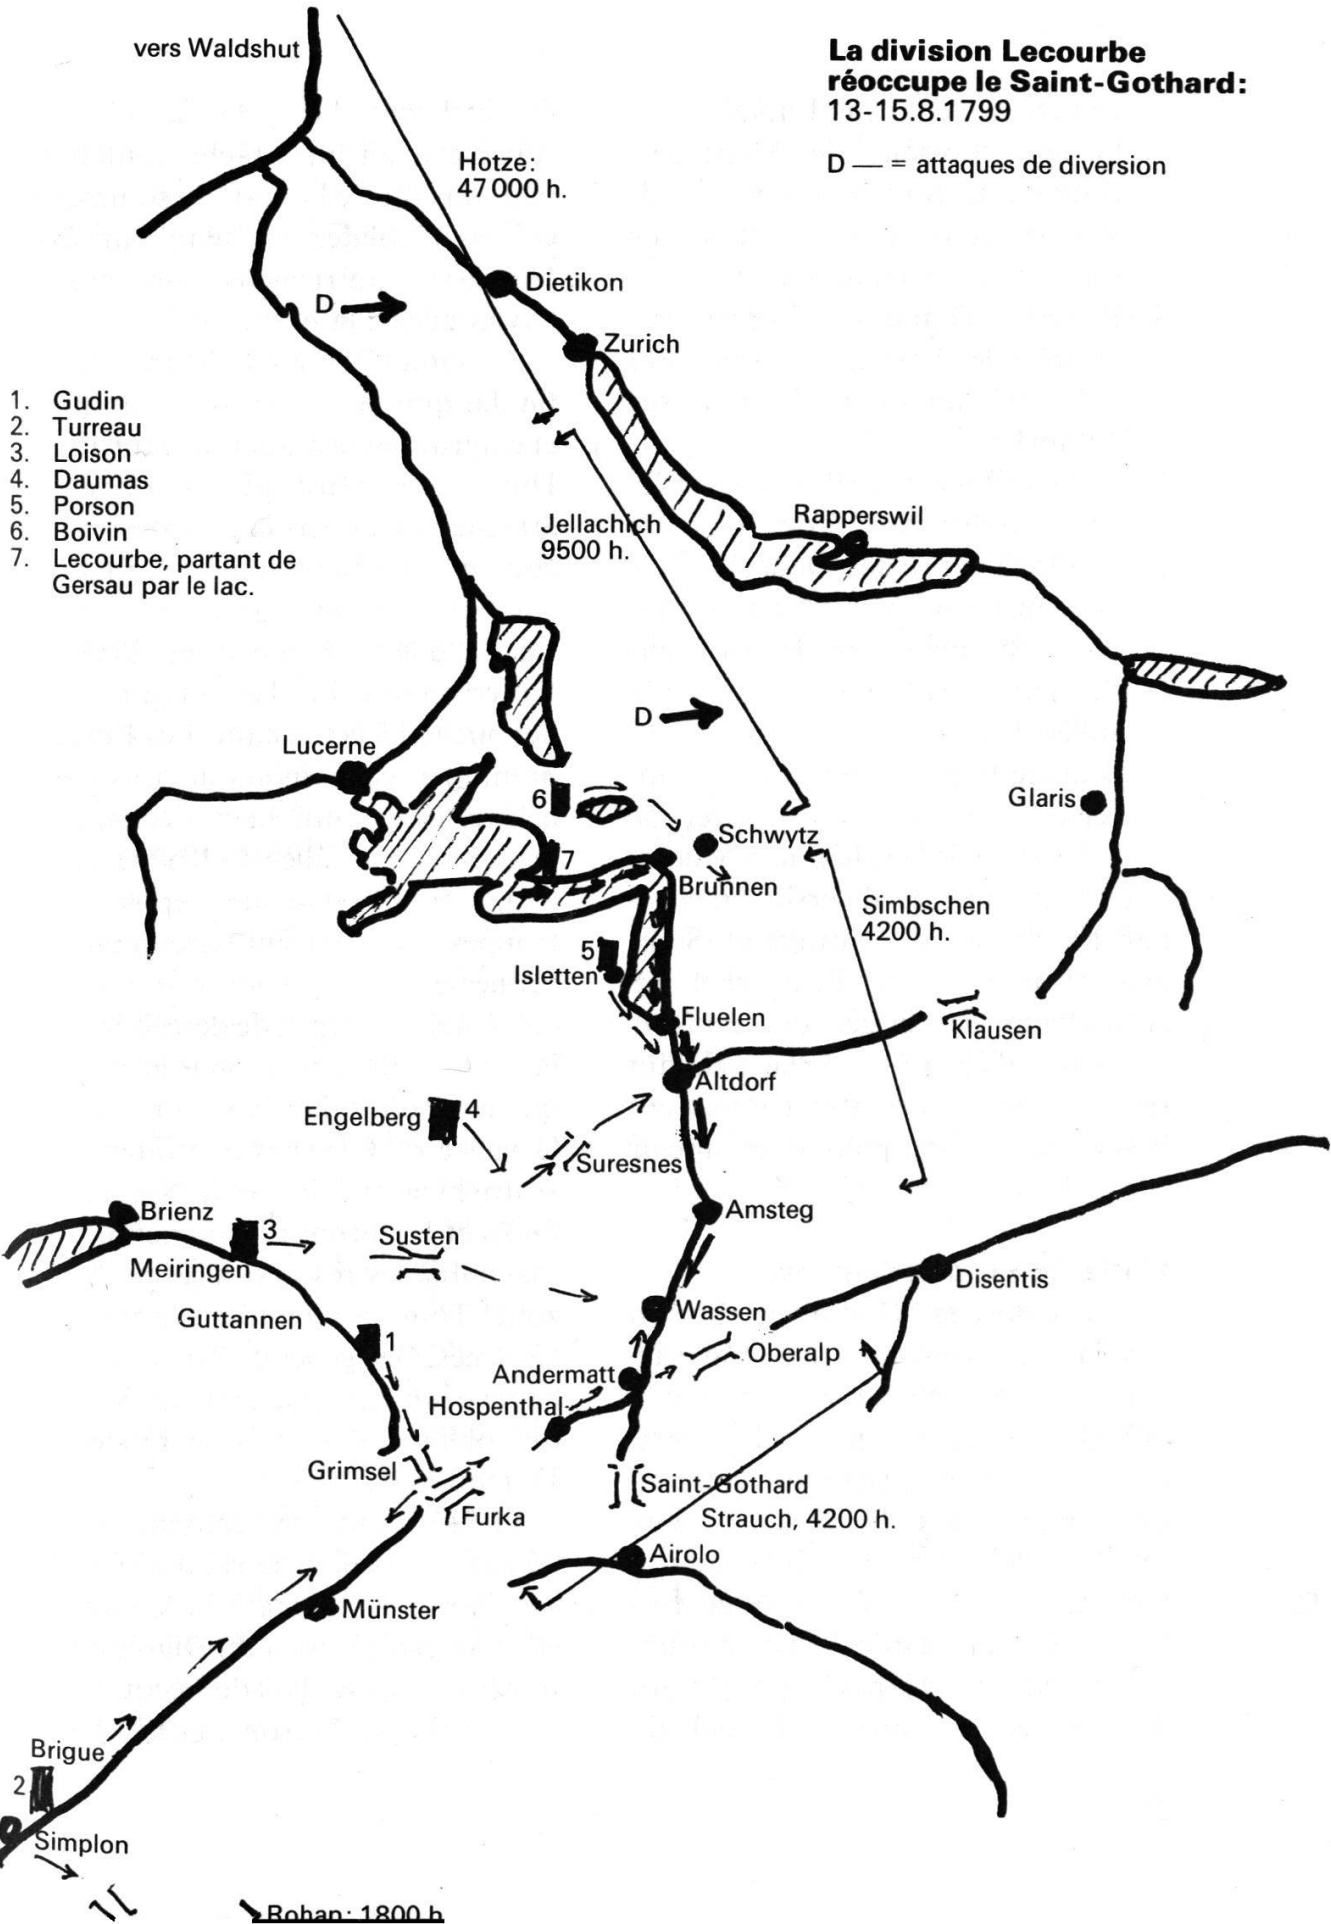 vers Waldshut
La division Lecourbe
réoccupe le Saint-Gothard:
13-15.8.1799
D — = attaques de diversion
Hotze:
47 000 h.
Dietikon
D
Zurich
1. Gudin
2. Turreau
3. Loison
4. Daumas
5. Porson
6. Boivin
7. Lecourbe, partant de
Gersau par le lac.
Jellachich
9500 h.
Rapperswil
D
Lucerne
6
Glaris
Schwytz
7
Brunnen
Simbschen
4200 h.
5
Isletten
Fluelen
Klausen
Altdorf
Engelberg
4
Suresnes
Brienz
Amsteg
3
Susten
Meiringen
Disentis
Wassen
Guttannen
1
Oberalp
Andermatt
Hospenthal
Grimsel
Saint-Gothard
Furka
Strauch, 4200 h.
Airolo
Münster
Brigue
2
Simplon
Rohan: 1800 h